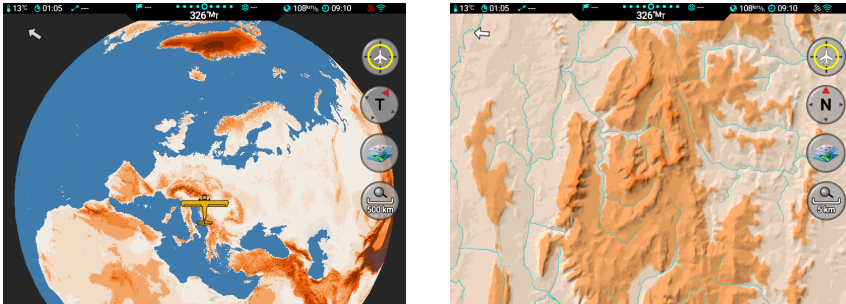 13°C 01:05 --- --- --- 108km/h 09:10
326°MT
T
500 km
13°C 01:05 --- --- --- 108km/h 09:10
326°MT
N
5 km